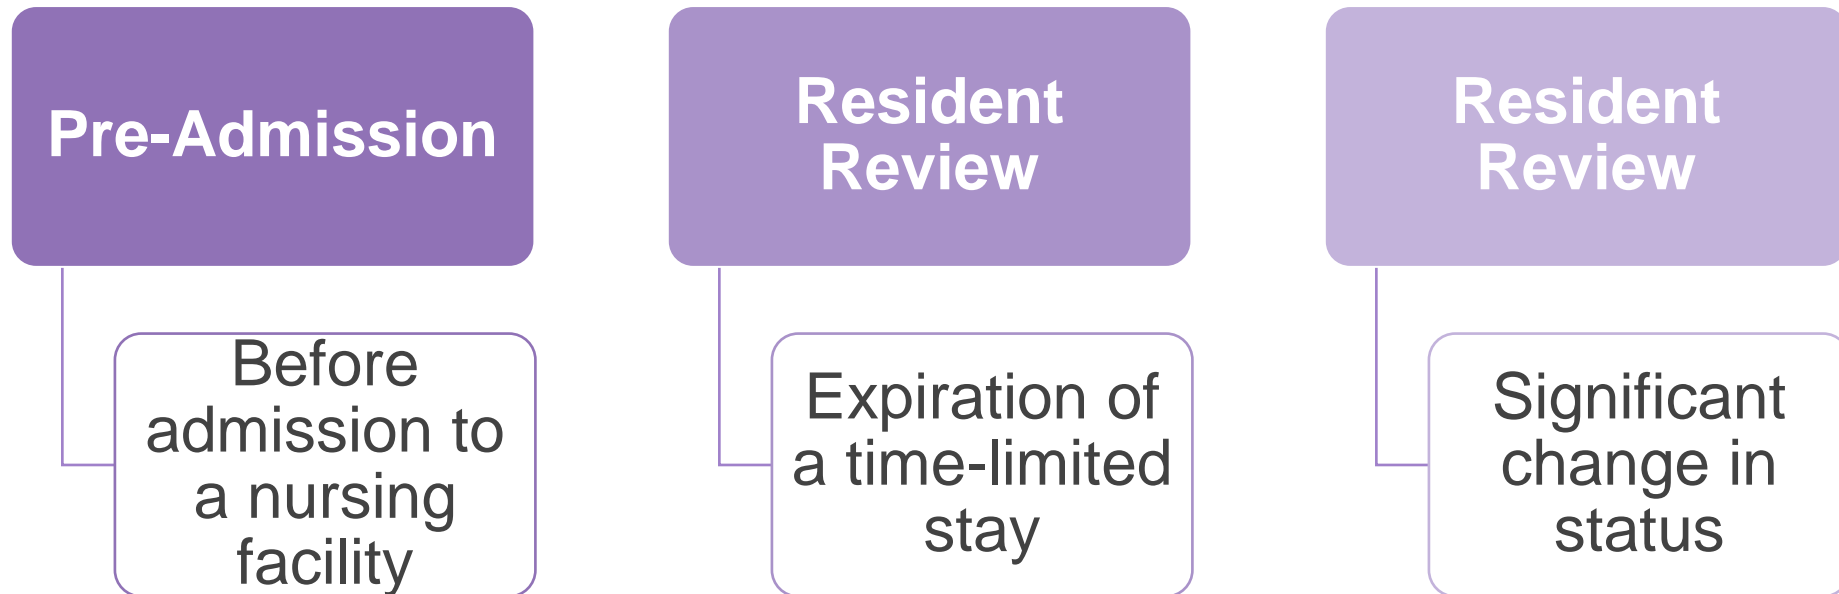 Pre-Admission
Before
admission to
a nursing
facility
Resident
Review
Expiration of
a time-limited
stay
Resident
Review
Significant
change in
status